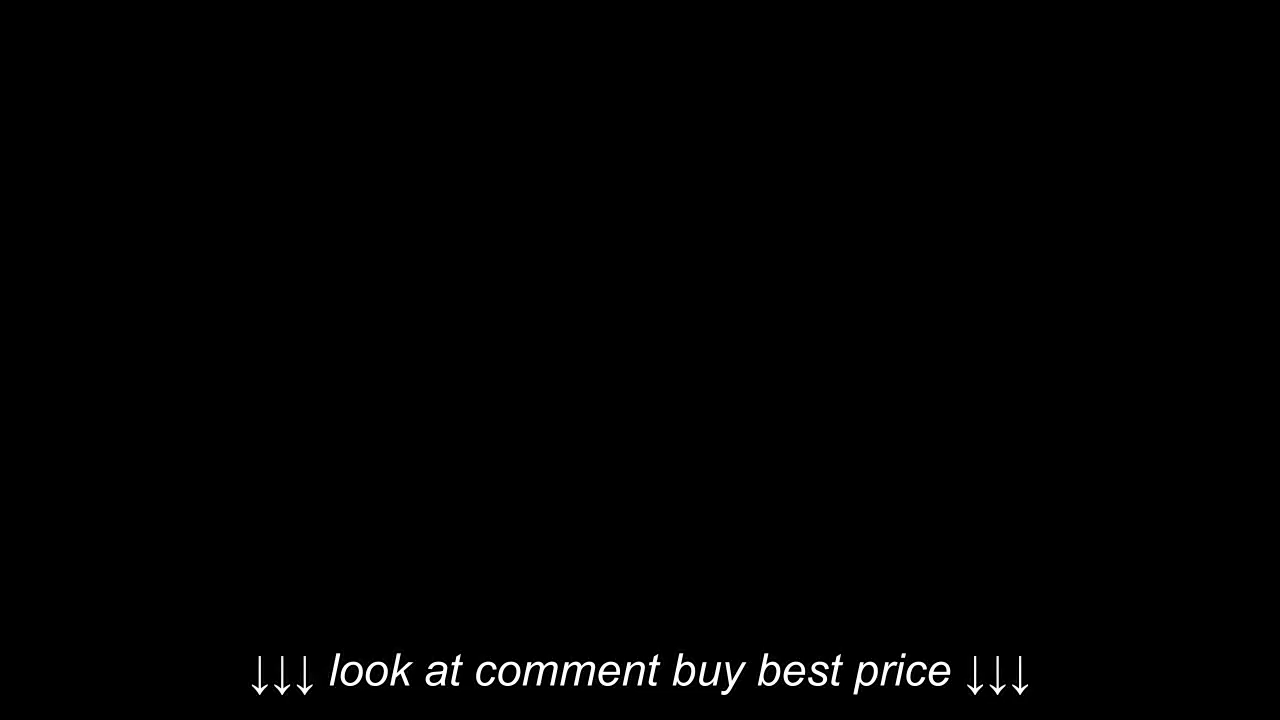 ↓↓↓ look at comment buy best price ↓↓↓